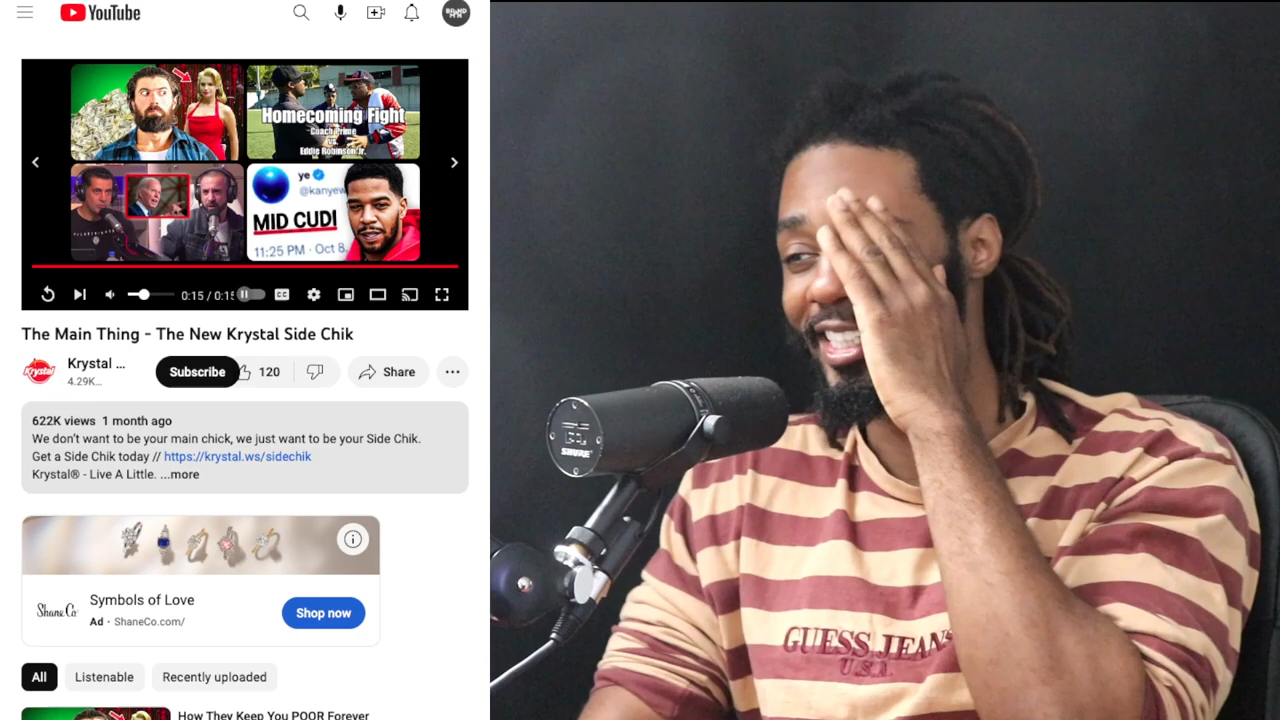 YouTube
Homecoming Fight
Coach Prime
vs.
Eddie Robinson Jr.
ye
@kanyew
MID CUDI
11:25 PM · Oct 8,
0:15 / 0:15
CC
The Main Thing - The New Krystal Side Chik
Krystal
Krystal ...
4.29K...
Subscribe
120
Share
622K views 1 month ago
We don't want to be your main chick, we just want to be your Side Chik.
Get a Side Chik today // https://krystal.ws/sidechik
Krystal® - Live A Little. ...more
Shane Co.
Symbols of Love
Ad · ShaneCo.com/
Shop now
All
Listenable
Recently uploaded
How They Keep You POOR Forever
SHURE
GUESS JEANS
U.S.A.